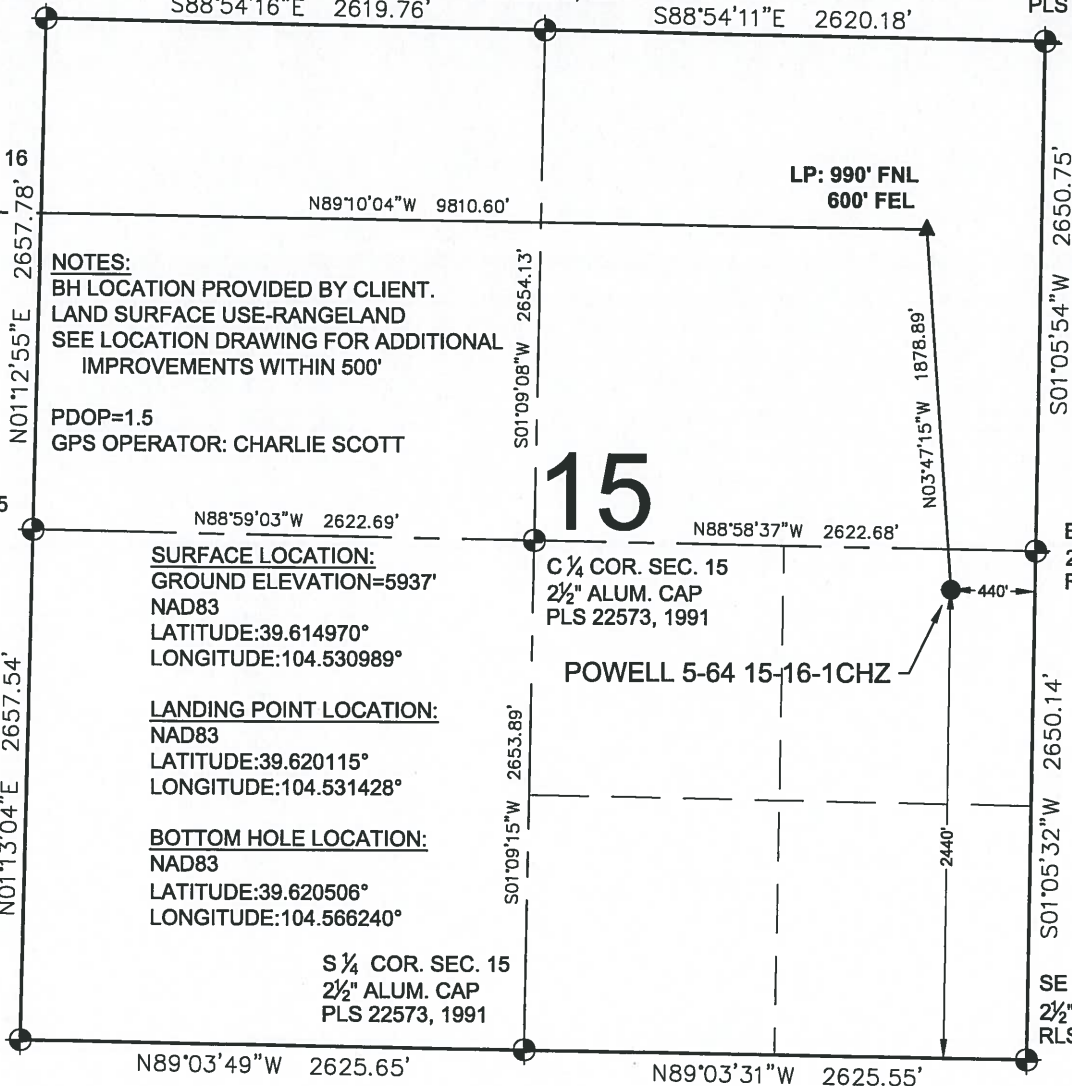 S88°54'16"E 2619.76'
S88°54'11"E 2620.18'
PLS
16
N01°12'55"E 2657.78'
N89°10'04"W 9810.60'
LP: 990' FNL
600' FEL
S01°05'54"W 2650.75'
NOTES:
BH LOCATION PROVIDED BY CLIENT.
LAND SURFACE USE-RANGELAND
SEE LOCATION DRAWING FOR ADDITIONAL
IMPROVEMENTS WITHIN 500'
PDOP=1.5
GPS OPERATOR: CHARLIE SCOTT
S01°09'08"W 2654.13'
N03°47'15"W 1878.89'
15
N88°59'03"W 2622.69'
N88°58'37"W 2622.68'
SURFACE LOCATION:
GROUND ELEVATION=5937'
NAD83
LATITUDE:39.614970°
LONGITUDE:104.530989°
C ¼ COR. SEC. 15
2½" ALUM. CAP
PLS 22573, 1991
440'
POWELL 5-64 15-16-1CHZ
N01°13'04"E 2657.54'
LANDING POINT LOCATION:
NAD83
LATITUDE:39.620115°
LONGITUDE:104.531428°
S01°09'15"W 2653.89'
2440'
S01°05'32"W 2650.14'
BOTTOM HOLE LOCATION:
NAD83
LATITUDE:39.620506°
LONGITUDE:104.566240°
S ¼ COR. SEC. 15
2½" ALUM. CAP
PLS 22573, 1991
SE
2½"
RLS
N89°03'49"W 2625.65'
N89°03'31"W 2625.55'